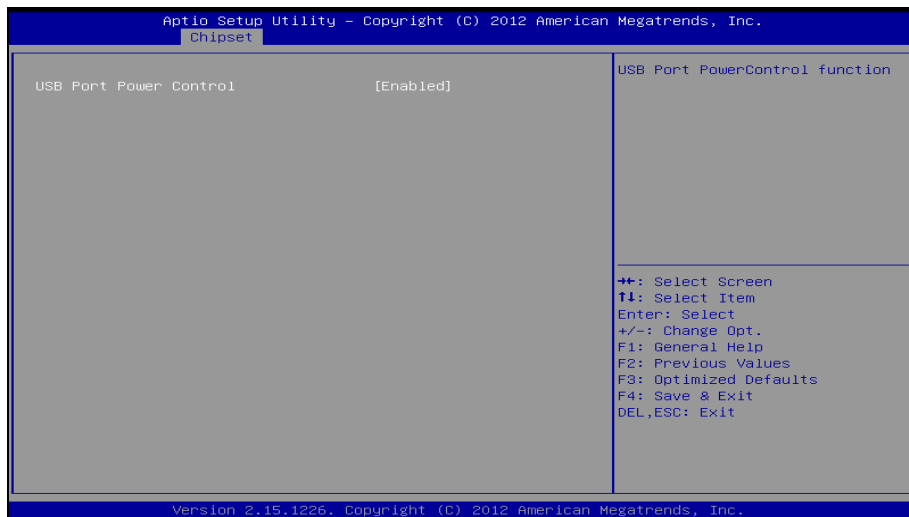 Aptio Setup Utility – Copyright (C) 2012 American Megatrends, Inc.
Chipset
USB Port Power Control [Enabled]
USB Port PowerControl function
→←: Select Screen
↑↓: Select Item
Enter: Select
+/-: Change Opt.
F1: General Help
F2: Previous Values
F3: Optimized Defaults
F4: Save & Exit
DEL,ESC: Exit
Version 2.15.1226. Copyright (C) 2012 American Megatrends, Inc.